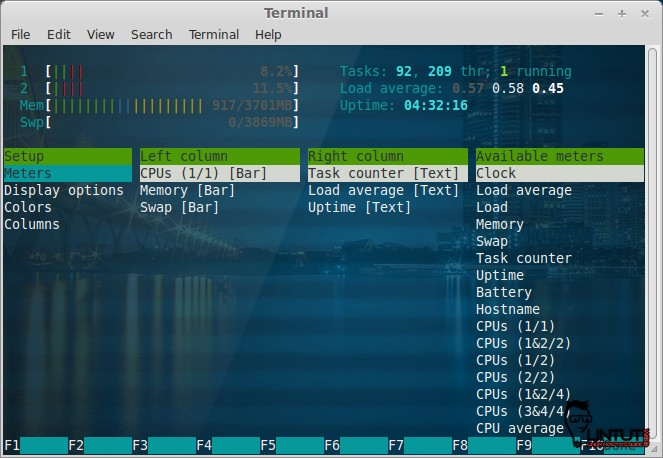 Terminal
File Edit View Search Terminal Help
1 [|||| 8.2%] Tasks: 92, 209 thr; 1 running
2 [|||| 11.5%] Load average: 0.57 0.58 0.45
Mem[||||||||||||||||||| 917/3701MB] Uptime: 04:32:16
Swp[ 0/3869MB]
Setup Left column Right column Available meters
Meters CPUs (1/1) [Bar] Task counter [Text] Clock
Display options Memory [Bar] Load average [Text] Load average
Colors Swap [Bar] Uptime [Text] Load
Columns Memory
Swap
Task counter
Uptime
Battery
Hostname
CPUs (1/1)
CPUs (1&2/2)
CPUs (1/2)
CPUs (2/2)
CPUs (1&2/4)
CPUs (3&4/4)
CPU average
F1 F2 F3 F4 F5 F6 F7 F8 F9 F10Done